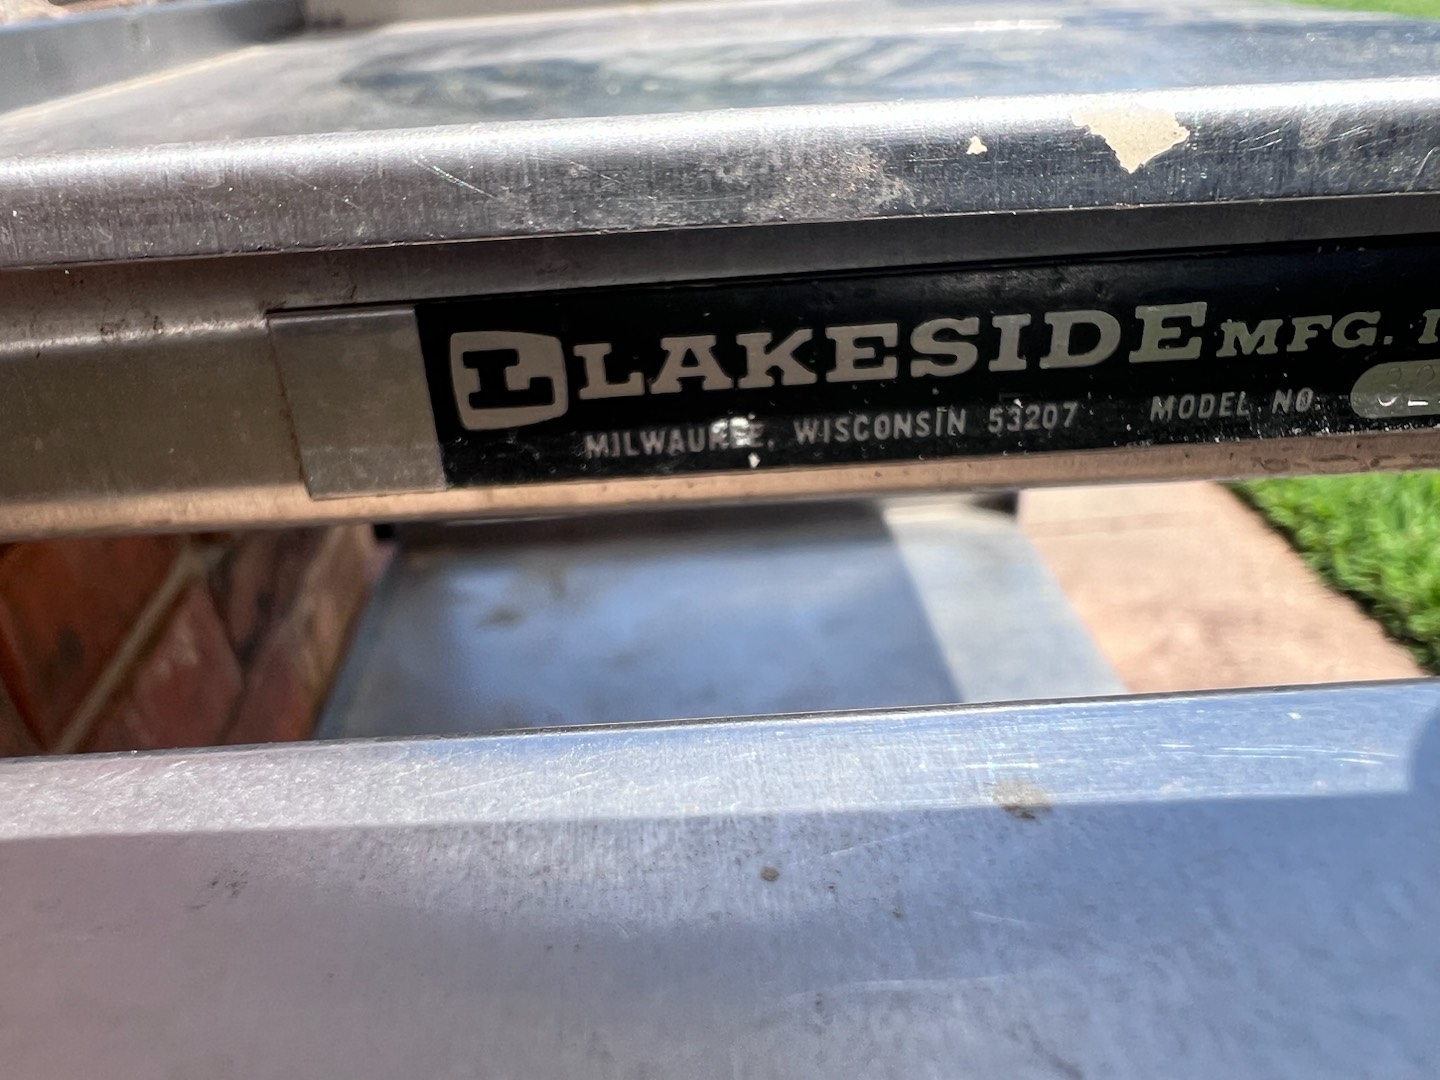 L LAKESIDE MFG.
MILWAUKEE, WISCONSIN 53207 MODEL NO